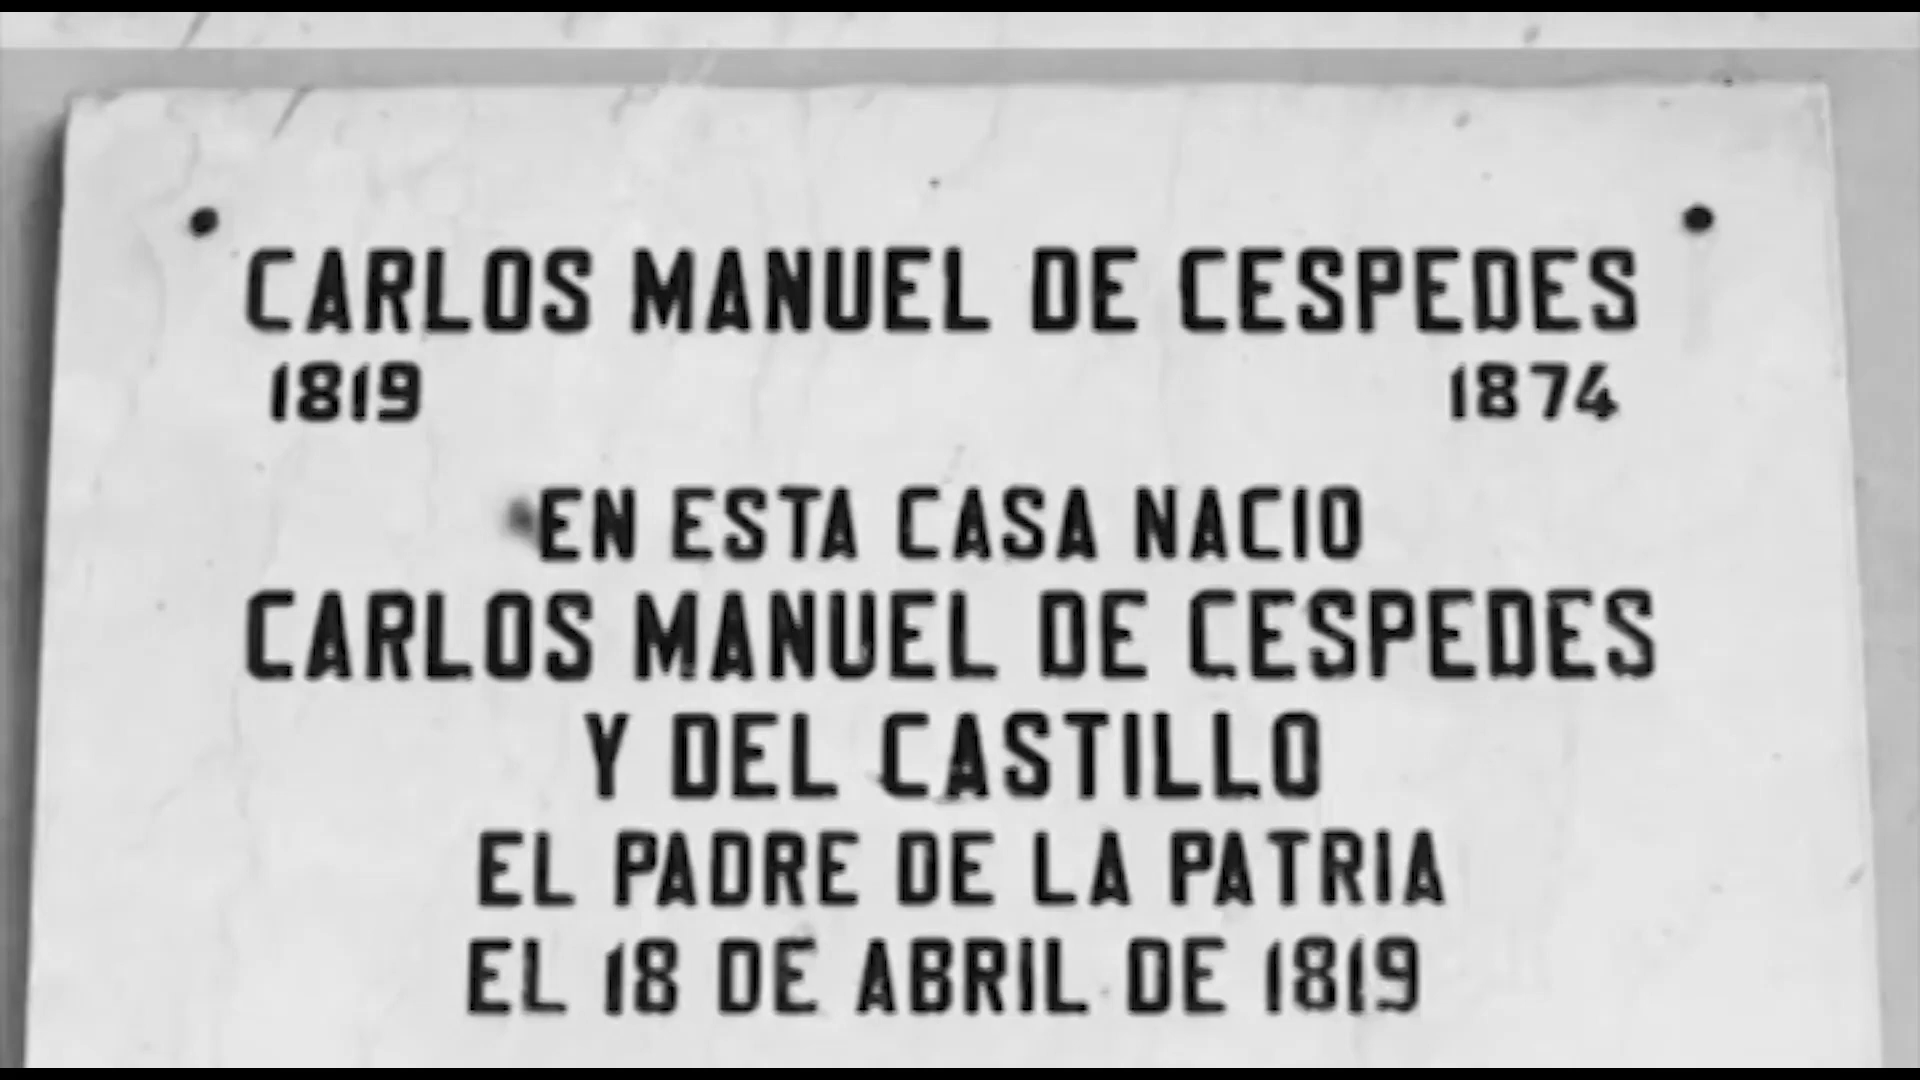 CARLOS MANUEL DE CESPEDES
1819 1874
EN ESTA CASA NACIO
CARLOS MANUEL DE CESPEDES
Y DEL CASTILLO
EL PADRE DE LA PATRIA
EL 18 DE ABRIL DE 1819